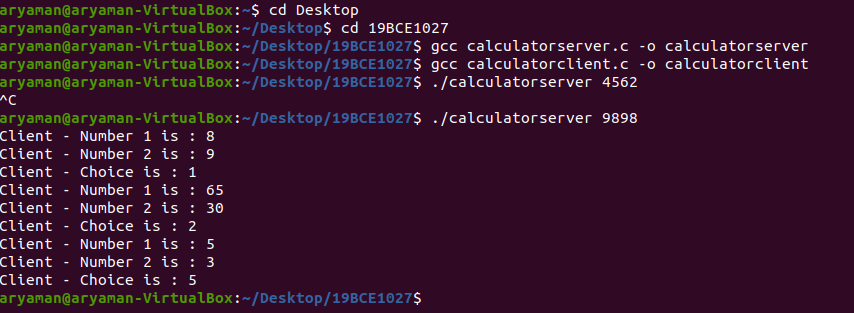 aryaman@aryaman-VirtualBox:~$ cd Desktop
aryaman@aryaman-VirtualBox:~/Desktop$ cd 19BCE1027
aryaman@aryaman-VirtualBox:~/Desktop/19BCE1027$ gcc calculatorserver.c -o calculatorserver
aryaman@aryaman-VirtualBox:~/Desktop/19BCE1027$ gcc calculatorclient.c -o calculatorclient
aryaman@aryaman-VirtualBox:~/Desktop/19BCE1027$ ./calculatorserver 4562
^C
aryaman@aryaman-VirtualBox:~/Desktop/19BCE1027$ ./calculatorserver 9898
Client - Number 1 is : 8
Client - Number 2 is : 9
Client - Choice is : 1
Client - Number 1 is : 65
Client - Number 2 is : 30
Client - Choice is : 2
Client - Number 1 is : 5
Client - Number 2 is : 3
Client - Choice is : 5
aryaman@aryaman-VirtualBox:~/Desktop/19BCE1027$